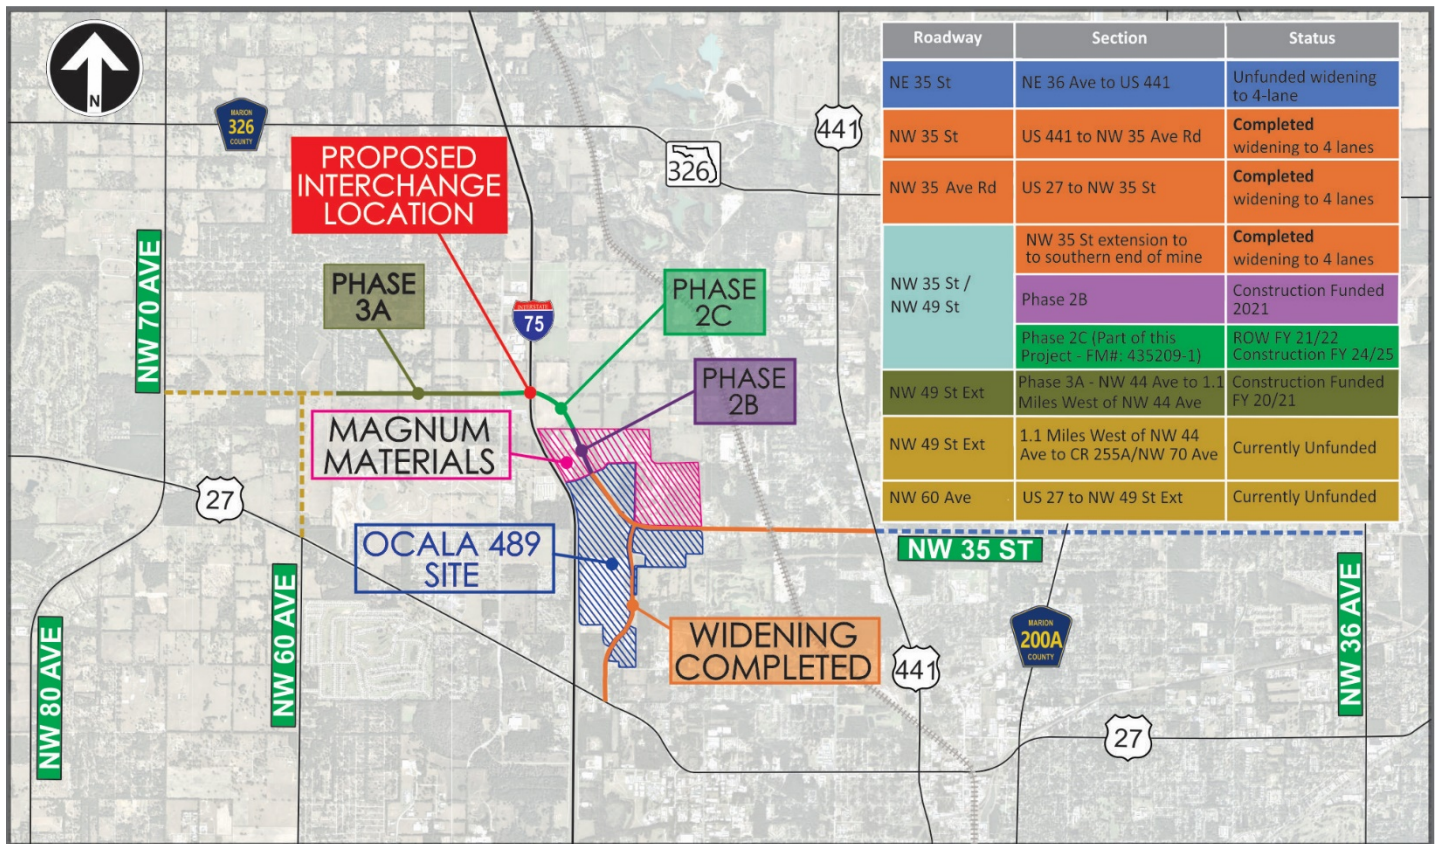 N
MARION
326
COUNTY
PROPOSED
INTERCHANGE
LOCATION
441
326
NW 70 AVE
PHASE
3A
INTERSTATE
75
PHASE
2C
PHASE
2B
MAGNUM
MATERIALS
27
OCALA 489
SITE
NW 35 ST
NW 80 AVE
NW 60 AVE
WIDENING
COMPLETED
441
MARION
200A
COUNTY
NW 36 AVE
27
Roadway Section Status
NE 35 St NE 36 Ave to US 441 Unfunded widening
to 4-lane
NW 35 St US 441 to NW 35 Ave Rd Completed
widening to 4 lanes
NW 35 Ave Rd US 27 to NW 35 St Completed
widening to 4 lanes
NW 35 St /
NW 49 St
NW 35 St extension to
to southern end of mine
Completed
widening to 4 lanes
Phase 2B Construction Funded
2021
Phase 2C (Part of this
Project - FM#: 435209-1)
ROW FY 21/22
Construction FY 24/25
NW 49 St Ext
Phase 3A - NW 44 Ave to 1.1
Miles West of NW 44 Ave
Construction Funded
FY 20/21
NW 49 St Ext
1.1 Miles West of NW 44
Ave to CR 255A/NW 70 Ave
Currently Unfunded
NW 60 Ave US 27 to NW 49 St Ext Currently Unfunded